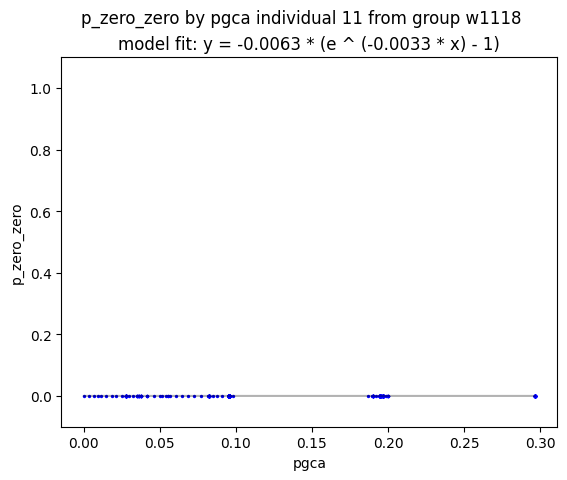 p_zero_zero by pgca individual 11 from group w1118
model fit: y = -0.0063 * (e ^ (-0.0033 * x) - 1)
1.0
0.8
0.6
0.4
0.2
0.0
p_zero_zero
0.00 0.05 0.10 0.15 0.20 0.25 0.30
pgca